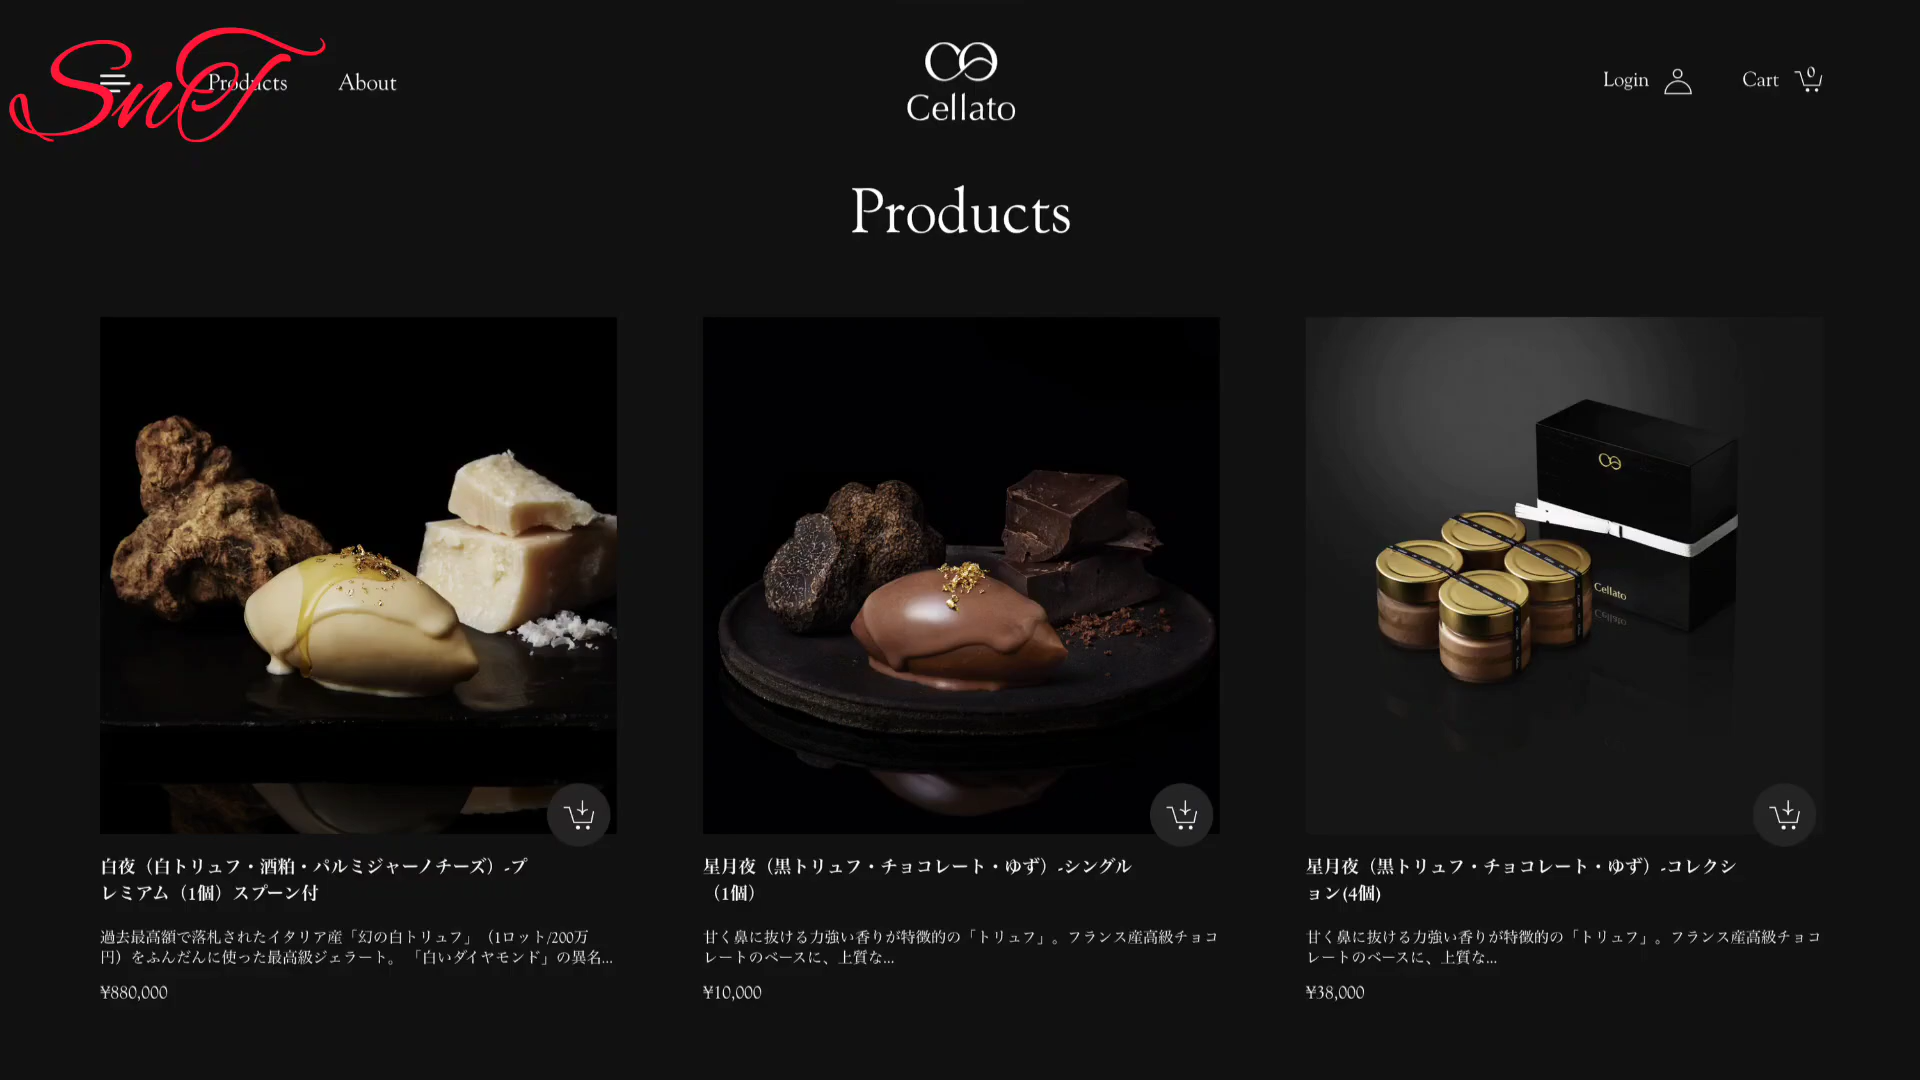 SnT
Products
About
Cellato
Login
Cart
0
Products
Cellato
白夜（白トリュフ・酒粕・パルミジャーノチーズ）-プ
レミアム（1個）スプーン付
過去最高額で落札されたイタリア産「幻の白トリュフ」（1ロット/200万
円）をふんだんに使った最高級ジェラート。 「白いダイヤモンド」の異名...
¥880,000
星月夜（黒トリュフ・チョコレート・ゆず）-シングル
（1個）
甘く鼻に抜ける力強い香りが特徴的の「トリュフ」。フランス産高級チョコ
レートのベースに、上質な...
¥10,000
星月夜（黒トリュフ・チョコレート・ゆず）-コレクシ
ョン(4個)
甘く鼻に抜ける力強い香りが特徴的の「トリュフ」。フランス産高級チョコ
レートのベースに、上質な...
¥38,000